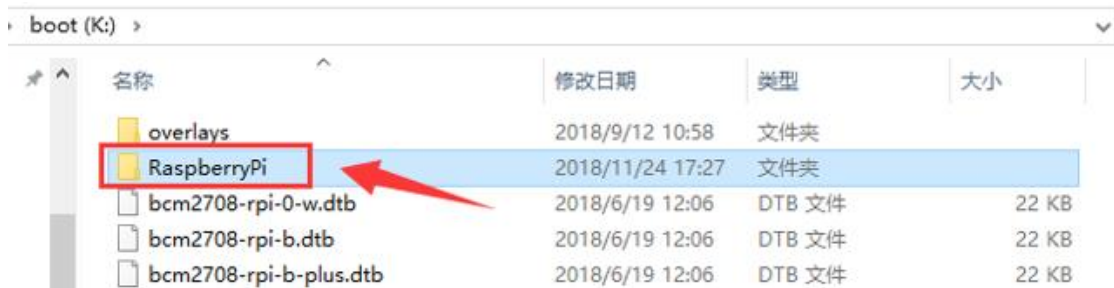 boot (K:)
名称 修改日期 类型 大小
overlays 2018/9/12 10:58 文件夹
RaspberryPi 2018/11/24 17:27 文件夹
bcm2708-rpi-0-w.dtb 2018/6/19 12:06 DTB 文件 22 KB
bcm2708-rpi-b.dtb 2018/6/19 12:06 DTB 文件 22 KB
bcm2708-rpi-b-plus.dtb 2018/6/19 12:06 DTB 文件 22 KB